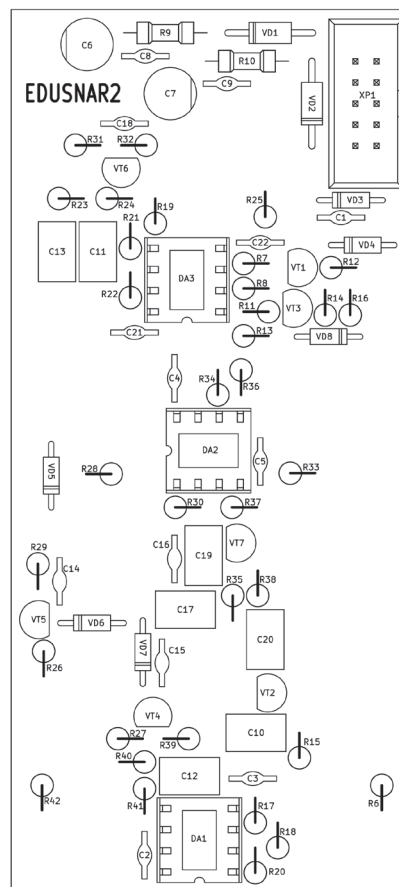 C6
R9
VD1
C8
R10
EDUSNAR2
C7
C9
VD2
XP1
C18
R31
R32
VT6
R23
R24
R19
R25
VD3
C1
R21
C13
C11
C22
VD4
DA3
R7
VT1
R12
R8
R22
R11
VT3
R14
R16
C21
R13
VD8
C4
R34
R36
DA2
C5
VD5
R28
R33
R30
R37
C16
C19
VT7
R29
C14
R35
R38
C17
VT5
VD6
C20
VD7
C15
R26
VT2
VT4
C10
R27
R39
R15
R40
C12
C3
R42
R41
R6
R17
DA1
R18
C2
R20